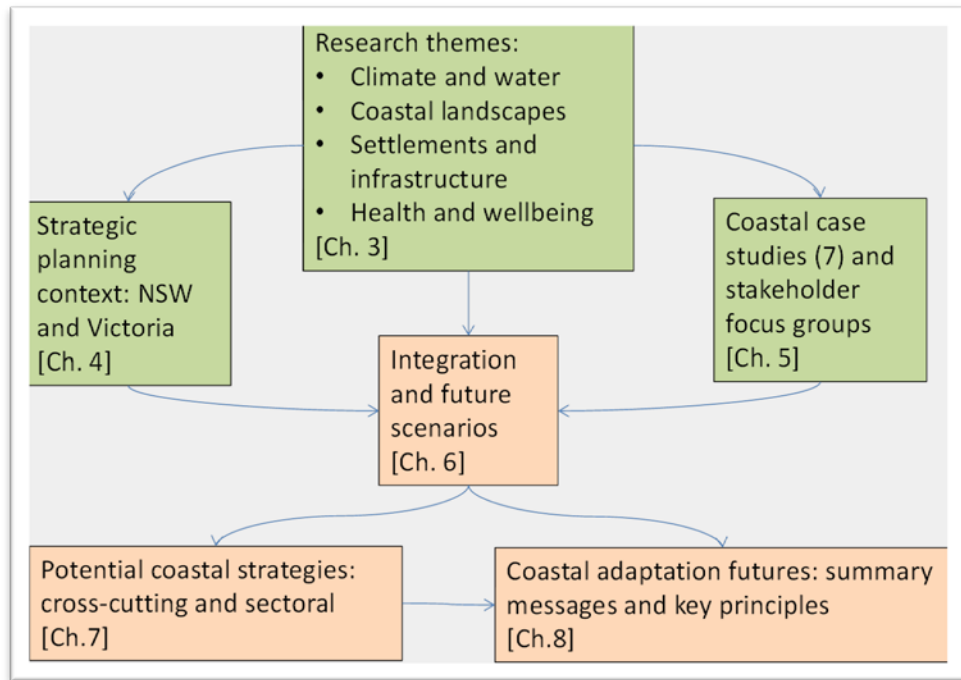 Research themes:
• Climate and water
• Coastal landscapes
• Settlements and
infrastructure
• Health and wellbeing
[Ch. 3]
Strategic
planning
context: NSW
and Victoria
[Ch. 4]
Coastal case
studies (7) and
stakeholder
focus groups
[Ch. 5]
Integration
and future
scenarios
[Ch. 6]
Potential coastal strategies:
cross-cutting and sectoral
[Ch.7]
Coastal adaptation futures: summary
messages and key principles
[Ch.8]